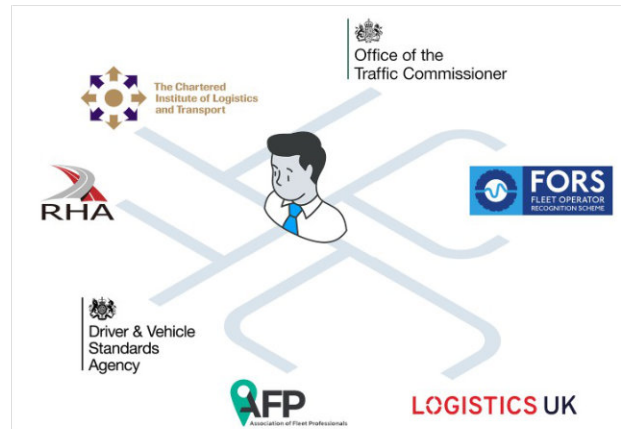 Office of the
Traffic Commissioner
The Chartered
Institute of Logistics
and Transport
RHA
FORS
FLEET OPERATOR
RECOGNITION SCHEME
Driver & Vehicle
Standards
Agency
AFP
Association of Fleet Professionals
LOGISTICS UK